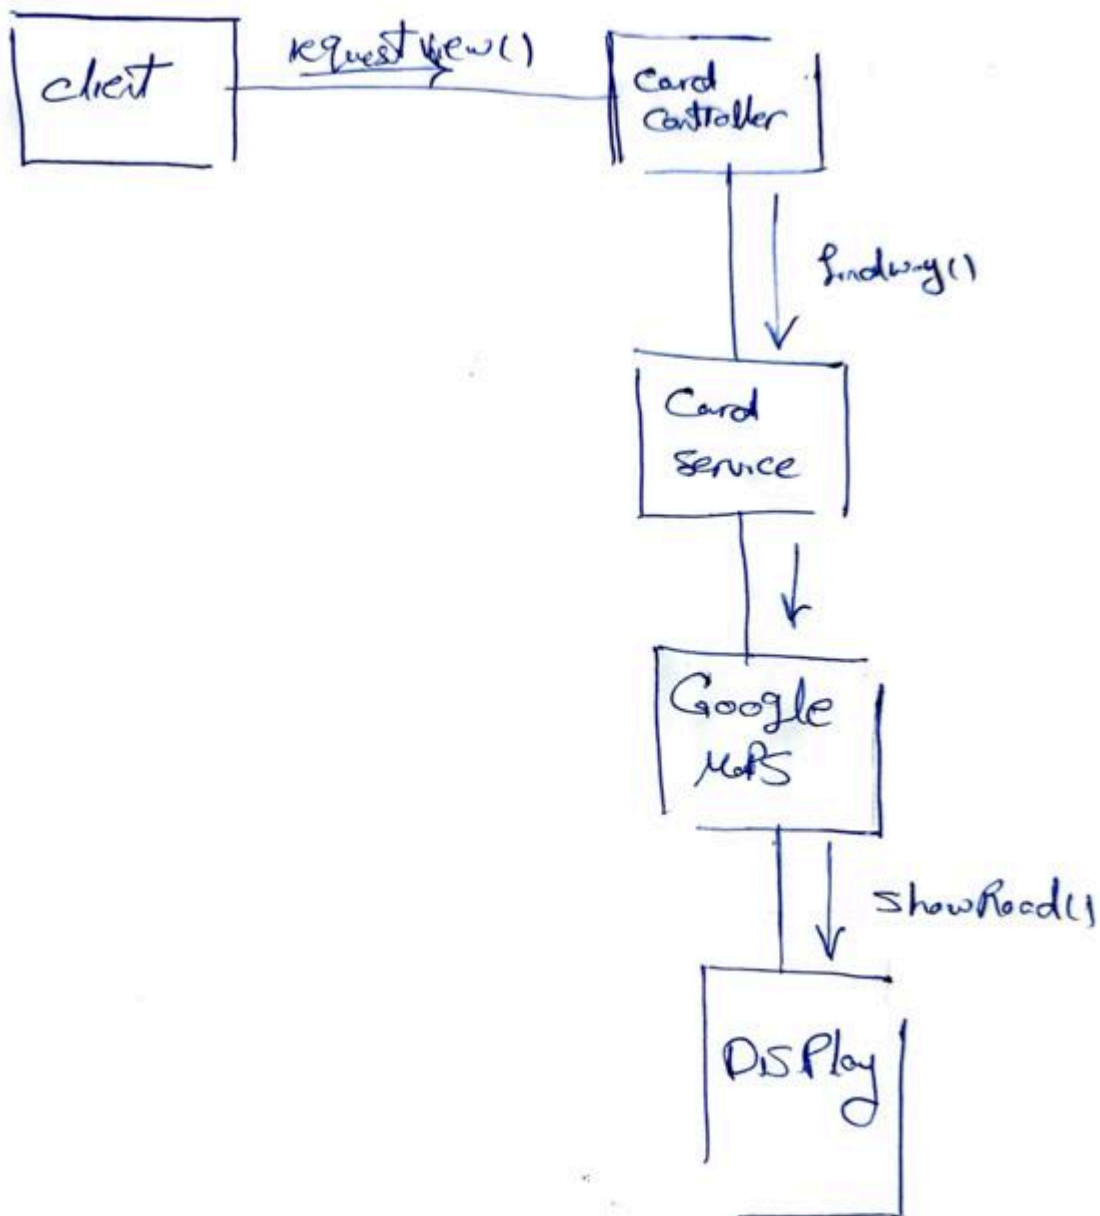 client
requestView()
Card
Controller
findway()
Card
Service
Google
MAPS
showRoad()
DisPlay